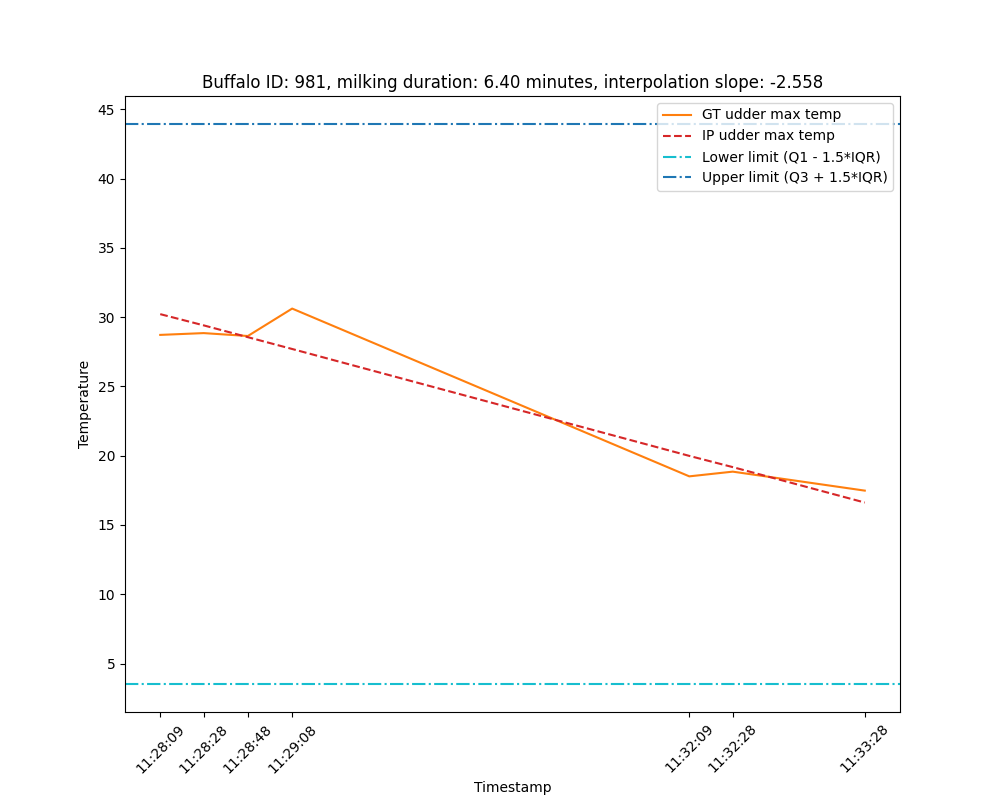 Buffalo ID: 981, milking duration: 6.40 minutes, interpolation slope: -2.558
GT udder max temp
IP udder max temp
Lower limit (Q1 - 1.5*IQR)
Upper limit (Q3 + 1.5*IQR)
45
40
35
30
25
20
15
10
5
Temperature
11:28:09
11:28:28
11:28:48
11:29:08
11:32:09
11:32:28
11:33:28
Timestamp